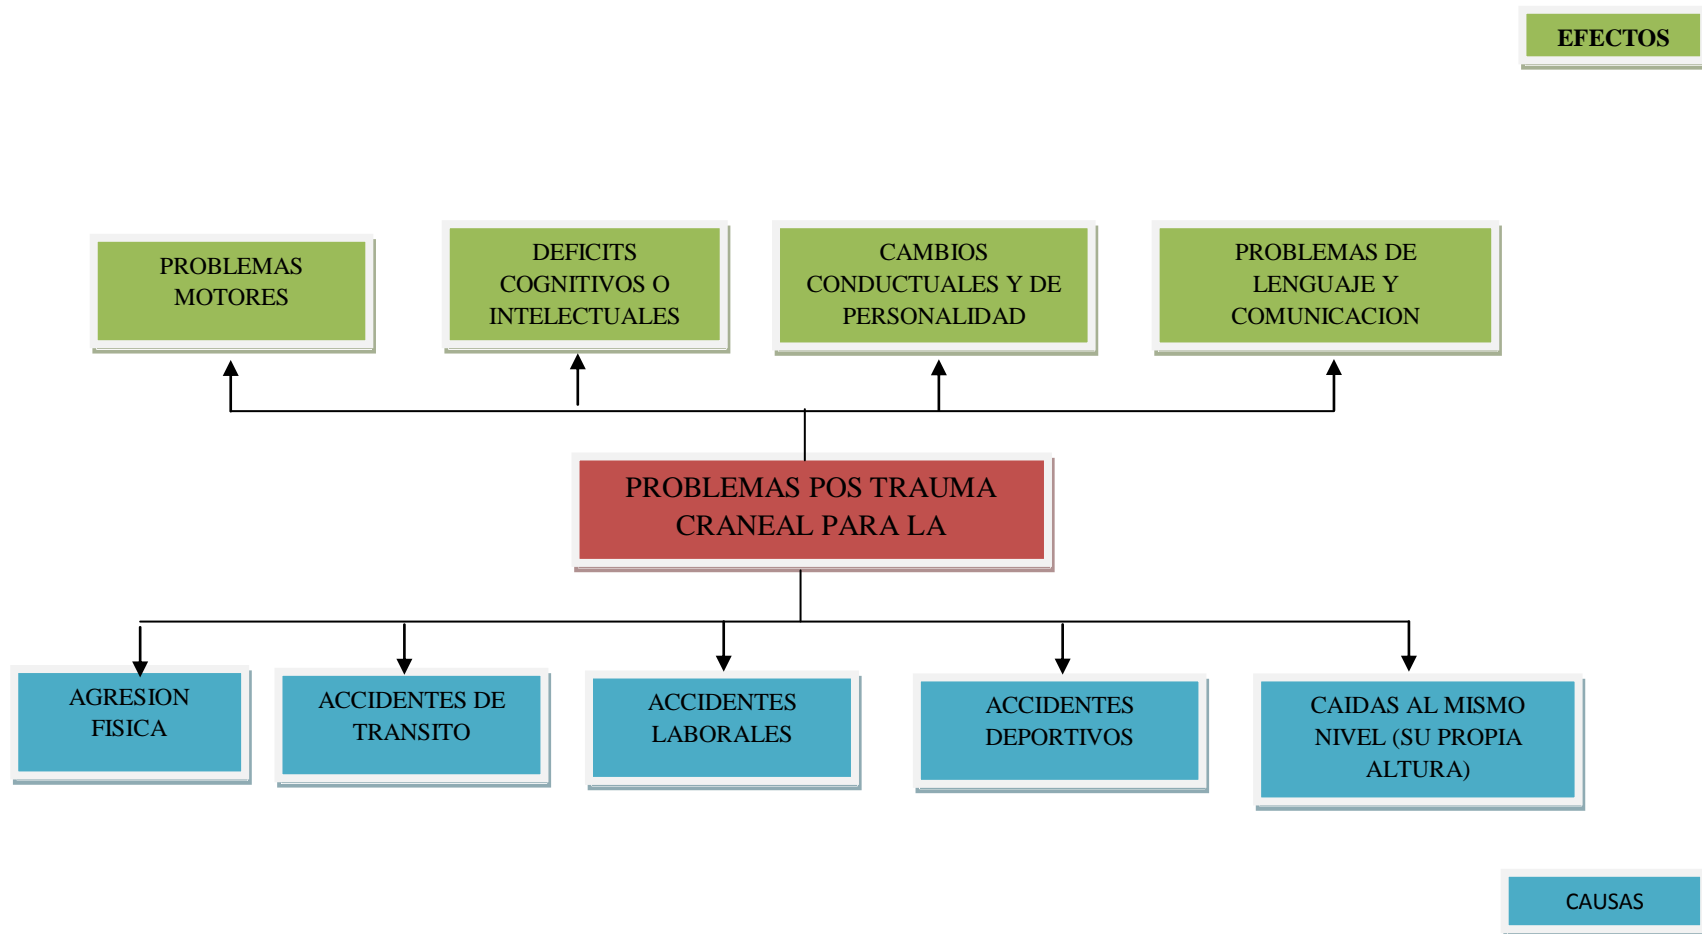 EFECTOS
PROBLEMAS
MOTORES
DEFICITS
COGNITIVOS O
INTELECTUALES
CAMBIOS
CONDUCTUALES Y DE
PERSONALIDAD
PROBLEMAS DE
LENGUAJE Y
COMUNICACION
PROBLEMAS POS TRAUMA
CRANEAL PARA LA
AGRESION
FISICA
ACCIDENTES DE
TRANSITO
ACCIDENTES
LABORALES
ACCIDENTES
DEPORTIVOS
CAIDAS AL MISMO
NIVEL (SU PROPIA
ALTURA)
CAUSAS